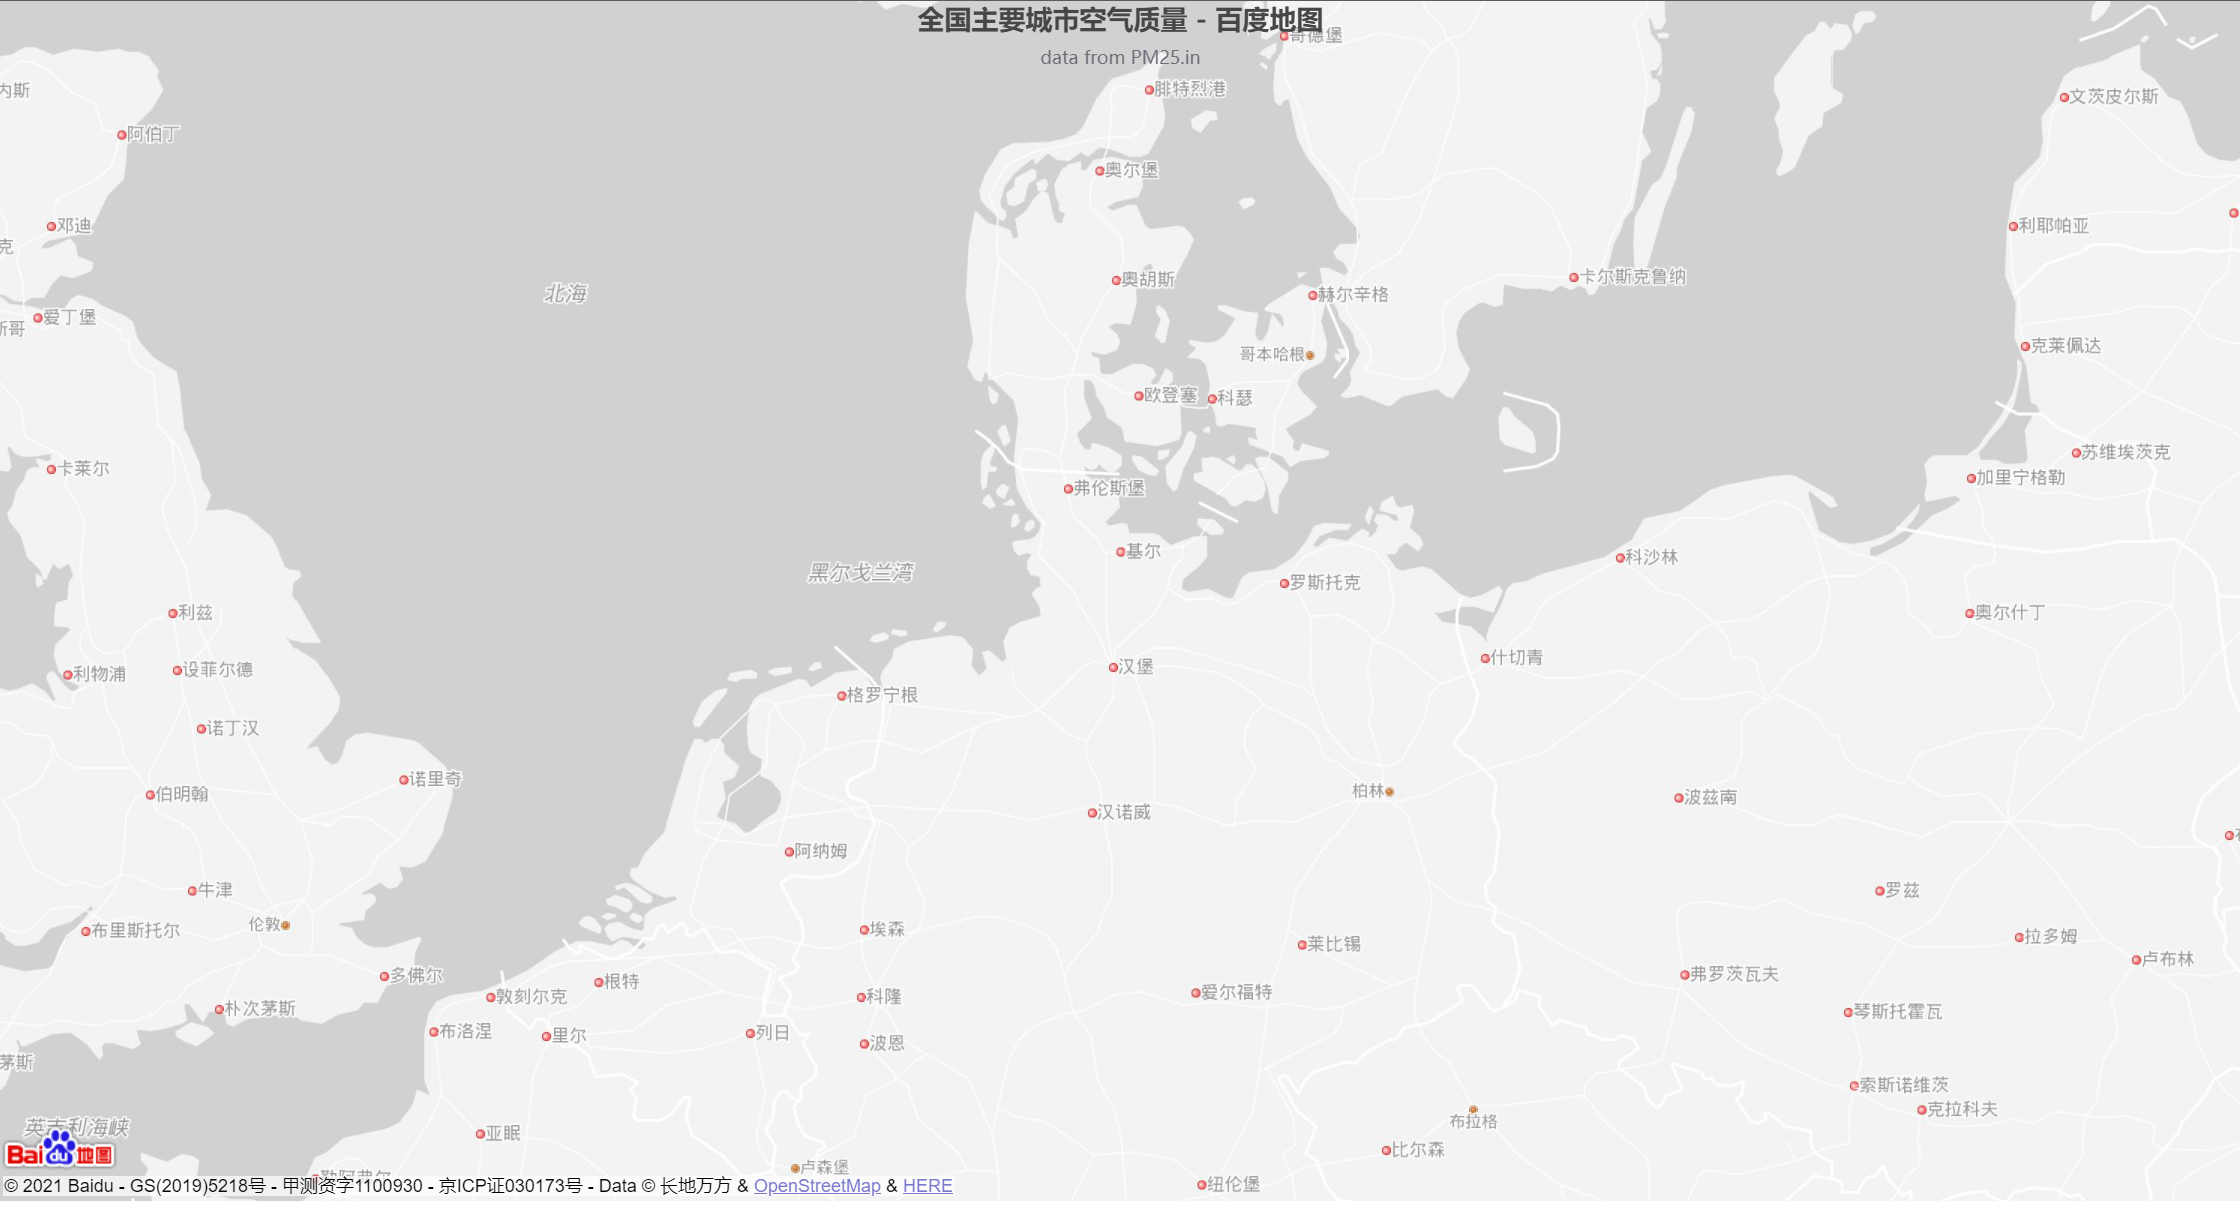 全国主要城市空气质量 - 百度地图
哥德堡
data from PM25.in
腓特烈港
内斯
文茨皮尔斯
阿伯丁
奥尔堡
邓迪
利耶帕亚
克
卡尔斯克鲁纳
奥胡斯
北海
赫尔辛格
爱丁堡
斯哥
克莱佩达
哥本哈根
欧登塞
科瑟
苏维埃茨克
卡莱尔
加里宁格勒
弗伦斯堡
基尔
科沙林
黑尔戈兰湾
罗斯托克
利兹
奥尔什丁
什切青
汉堡
设菲尔德
利物浦
格罗宁根
诺丁汉
诺里奇
柏林
伯明翰
波兹南
汉诺威
阿纳姆
牛津
罗兹
伦敦
布里斯托尔
埃森
拉多姆
莱比锡
卢布林
多佛尔
弗罗茨瓦夫
根特
爱尔福特
敦刻尔克
科隆
朴次茅斯
琴斯托霍瓦
布洛涅
里尔
列日
波恩
茅斯
索斯诺维茨
克拉科夫
布拉格
英吉利海峡
亚眠
比尔森
Bai du 地图
卢森堡
勒阿弗尔
纽伦堡
© 2021 Baidu - GS(2019)5218号 - 甲测资字1100930 - 京ICP证030173号 - Data © 长地万方 & OpenStreetMap & HERE